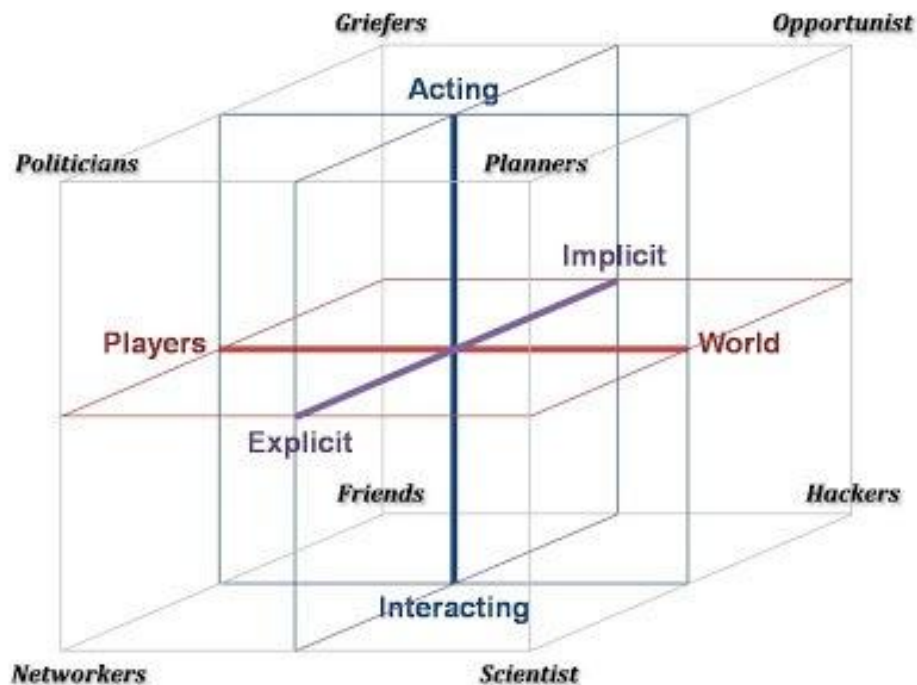 Griefers
Opportunist
Acting
Politicians
Planners
Implicit
Players
World
Explicit
Friends
Hackers
Interacting
Networkers
Scientist